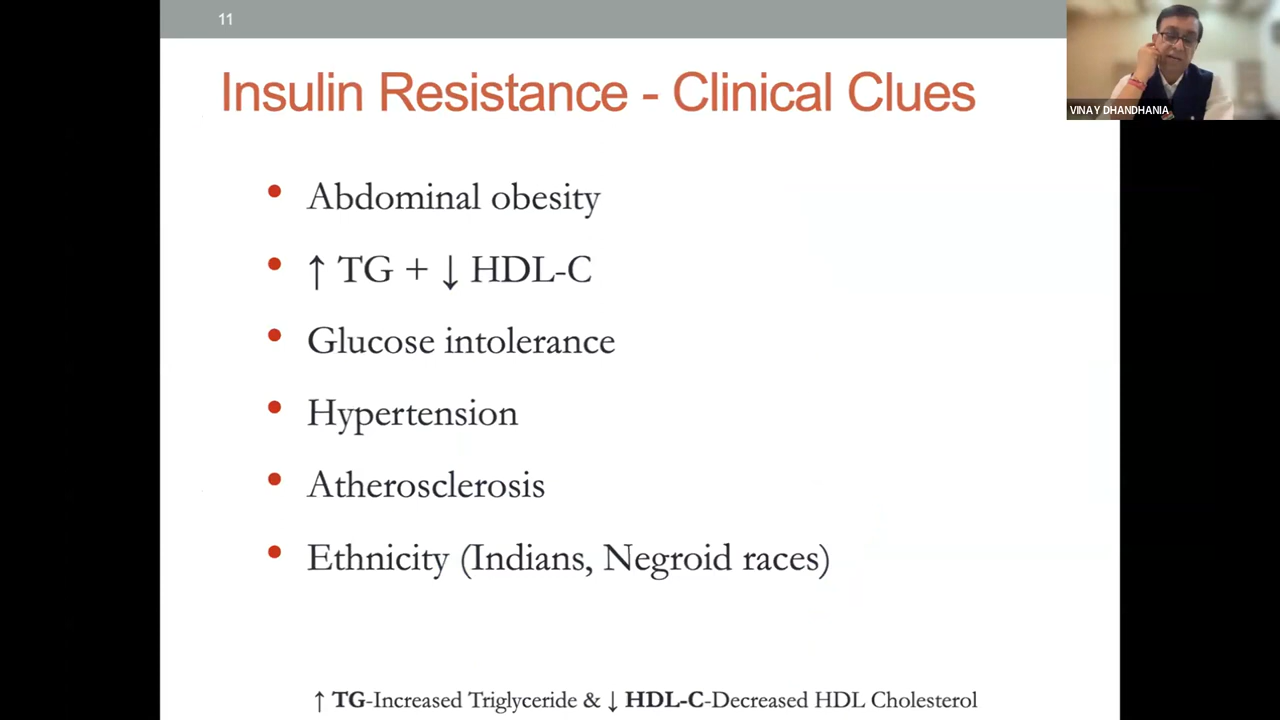 11
VINAY DHANDHANIA
Insulin Resistance - Clinical Clues
• Abdominal obesity
• ↑ TG + ↓ HDL-C
• Glucose intolerance
• Hypertension
• Atherosclerosis
• Ethnicity (Indians, Negroid races)
↑ TG-Increased Triglyceride & ↓ HDL-C-Decreased HDL Cholesterol